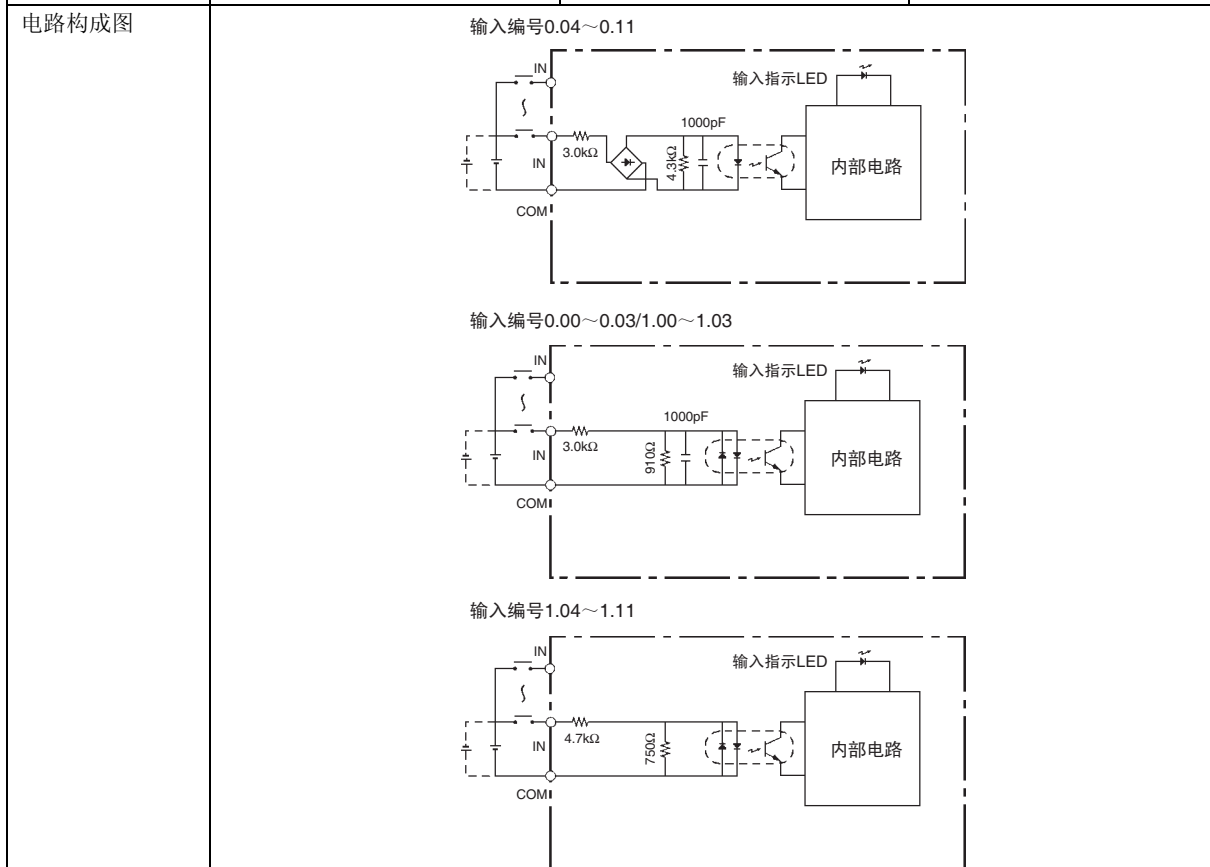 电路构成图
输入编号0.04～0.11
IN
输入指示LED
1000pF
3.0kΩ
4.3kΩ
IN
内部电路
COM
输入编号0.00～0.03/1.00～1.03
IN
输入指示LED
1000pF
3.0kΩ
910Ω
IN
内部电路
COM
输入编号1.04～1.11
IN
输入指示LED
4.7kΩ
750Ω
IN
内部电路
COM